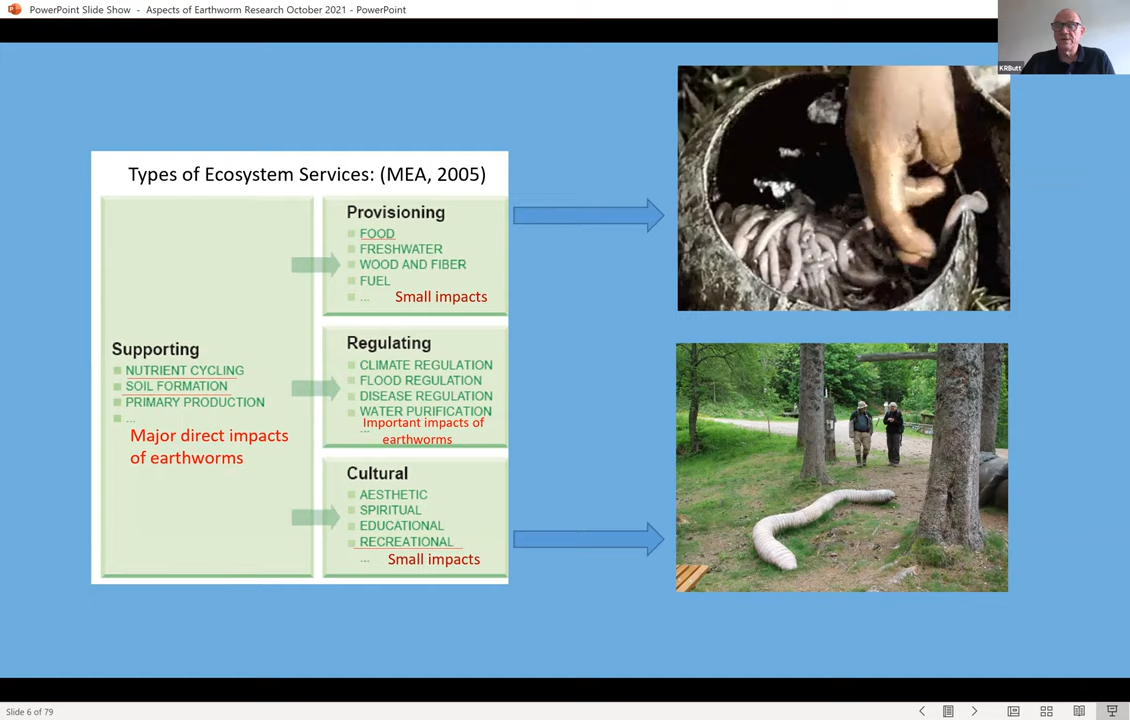 PowerPoint Slide Show - Aspects of Earthworm Research October 2021 - PowerPoint
KRButt
Types of Ecosystem Services: (MEA, 2005)
Supporting
NUTRIENT CYCLING
SOIL FORMATION
PRIMARY PRODUCTION
...
Major direct impacts
of earthworms
Provisioning
FOOD
FRESHWATER
WOOD AND FIBER
FUEL
...
Small impacts
Regulating
CLIMATE REGULATION
FLOOD REGULATION
DISEASE REGULATION
WATER PURIFICATION
...
Important impacts of
earthworms
Cultural
AESTHETIC
SPIRITUAL
EDUCATIONAL
RECREATIONAL
...
Small impacts
Slide 6 of 79